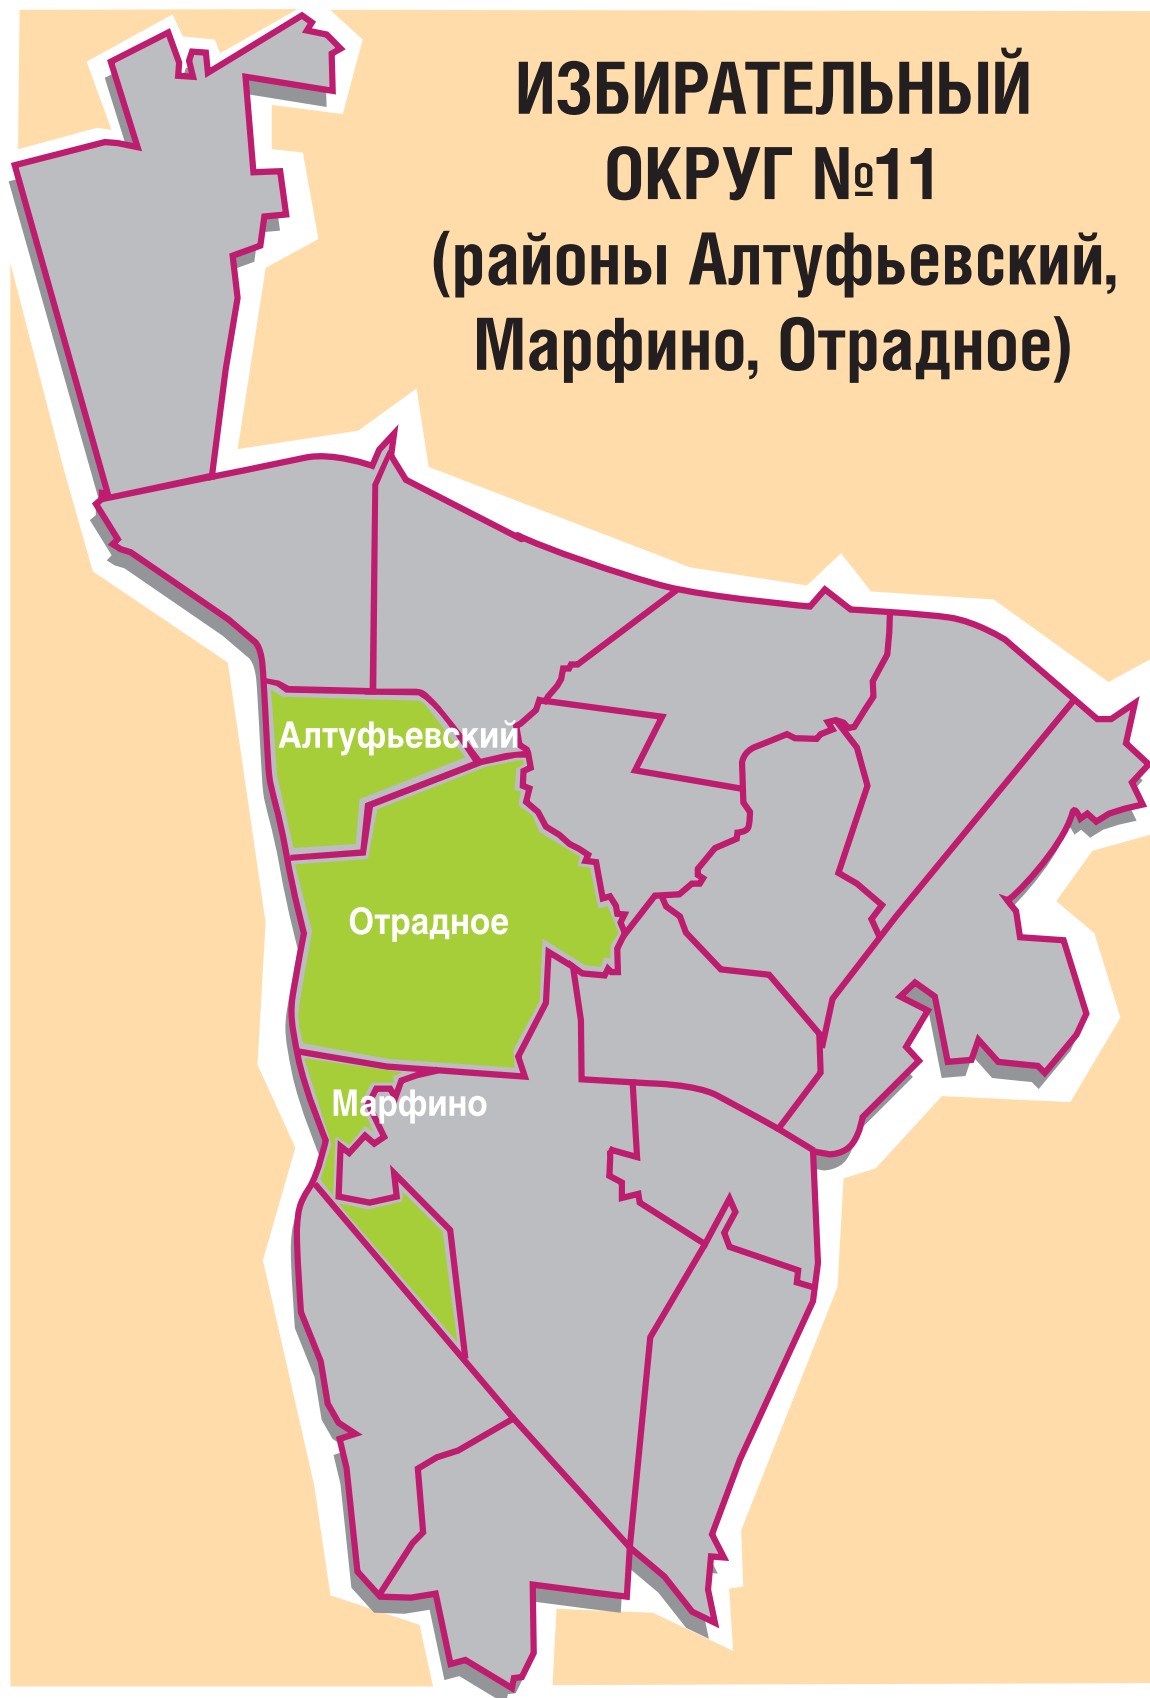 ИЗБИРАТЕЛЬНЫЙ
ОКРУГ №11
(районы Алтуфьевский,
Марфино, Отрадное)
Алтуфьевский
Отрадное
Марфино